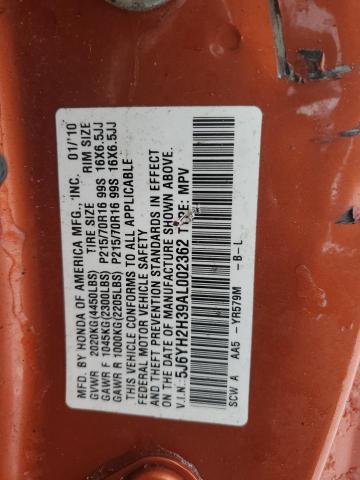 MFD. BY HONDA OF AMERICA MFG., INC. 01/'10
TIRE SIZE RIM SIZE
GVWR 2020KG(4450LBS)
GAWR F 1045KG(2300LBS) P215/70R16 99S 16X6.5JJ
GAWR R 1000KG(2205LBS) P215/70R16 99S 16X6.5JJ
THIS VEHICLE CONFORMS TO ALL APPLICABLE
FEDERAL MOTOR VEHICLE SAFETY
AND THEFT PREVENTION STANDARDS IN EFFECT
ON THE DATE OF MANUFACTURE SHOWN ABOVE.
V.I.N: 5J6YH2H39AL002362 TYPE: MPV
SCW A AA5 -YR579M -B-L